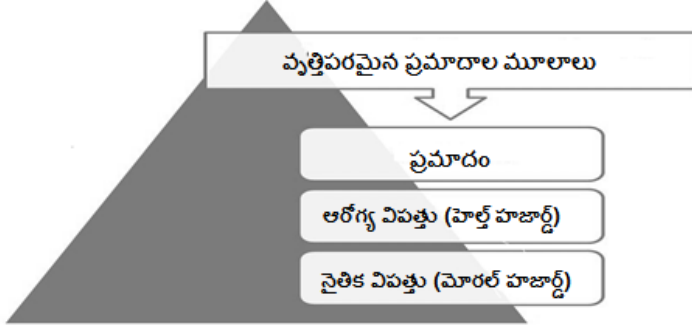 వృత్తిపరమైన ప్రమాదాల మూలాలు
ప్రమాదం
ఆరోగ్య విపత్తు (హెల్త్ హజార్డ్)
నైతిక విపత్తు (మోరల్ హజార్డ్)